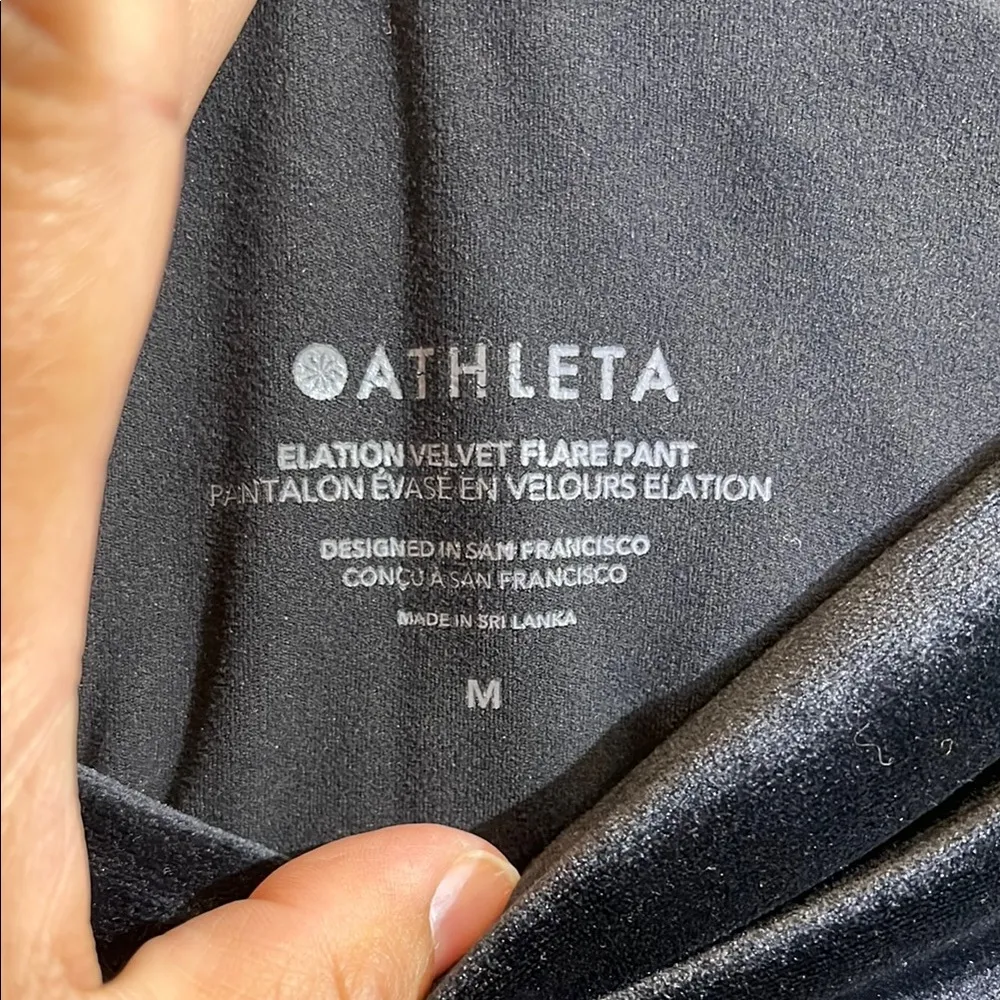 ATHLETA
ELATION VELVET FLARE PANT
PANTALON ÉVASÉ EN VELOURS ELATION
DESIGNED IN SAN FRANCISCO
CONÇU A SAN FRANCISCO
MADE IN SRI LANKA
M